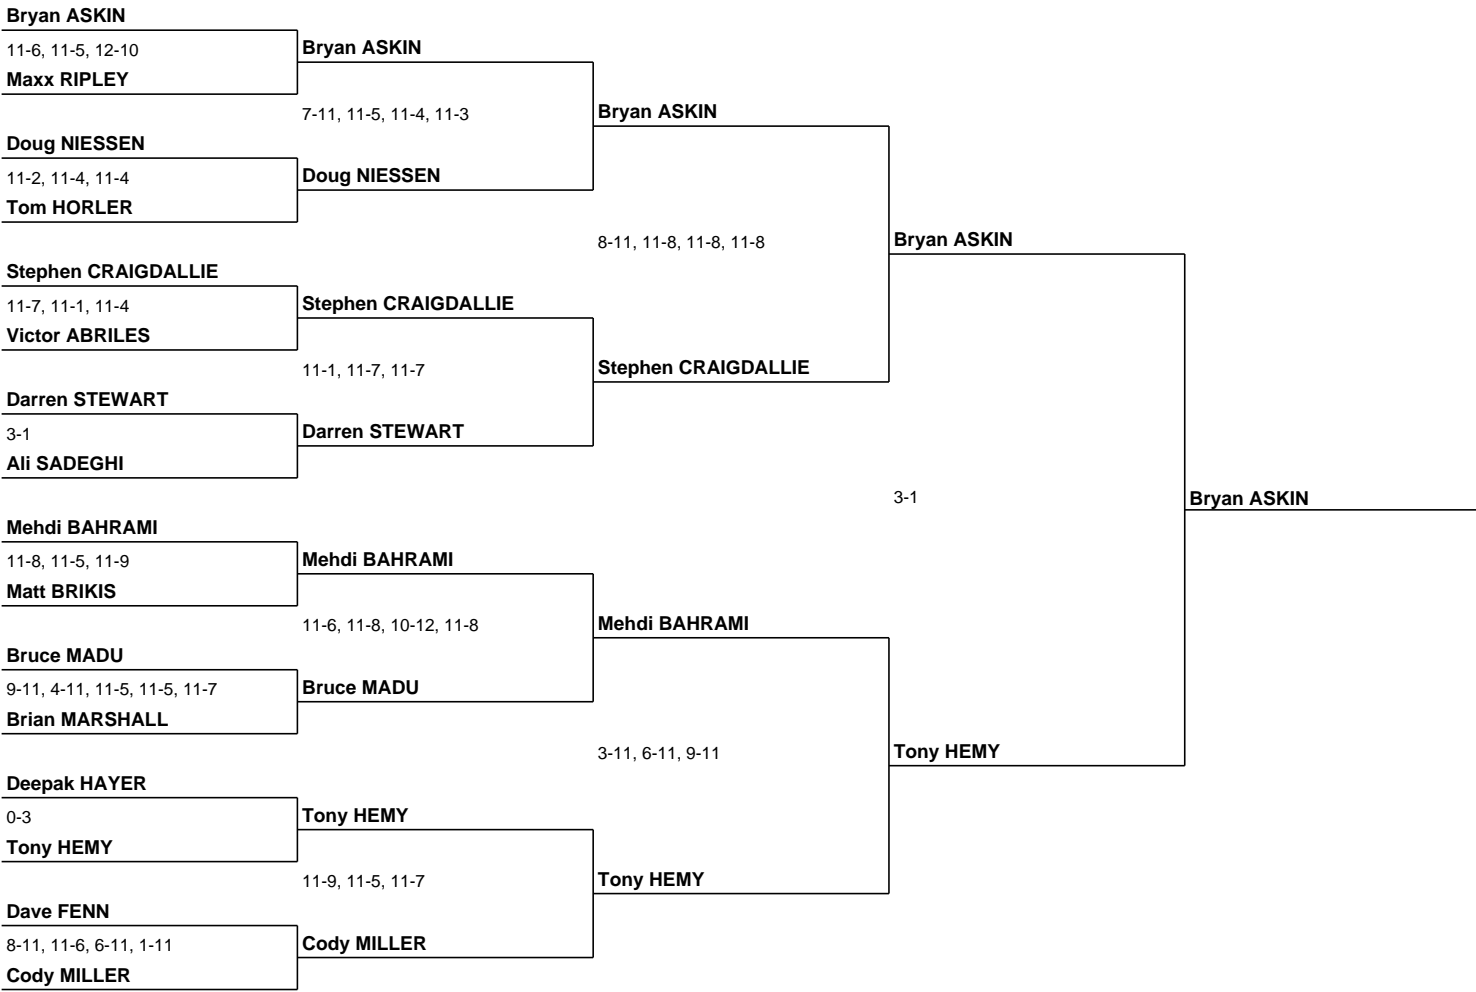 Bryan ASKIN
11-6, 11-5, 12-10
Bryan ASKIN
Maxx RIPLEY
7-11, 11-5, 11-4, 11-3
Bryan ASKIN
Doug NIESSEN
11-2, 11-4, 11-4
Doug NIESSEN
Tom HORLER
8-11, 11-8, 11-8, 11-8
Bryan ASKIN
Stephen CRAIGDALLIE
11-7, 11-1, 11-4
Stephen CRAIGDALLIE
Victor ABRILES
11-1, 11-7, 11-7
Stephen CRAIGDALLIE
Darren STEWART
3-1
Darren STEWART
Ali SADEGHI
3-1
Bryan ASKIN
Mehdi BAHRAMI
11-8, 11-5, 11-9
Mehdi BAHRAMI
Matt BRIKIS
11-6, 11-8, 10-12, 11-8
Mehdi BAHRAMI
Bruce MADU
9-11, 4-11, 11-5, 11-5, 11-7
Bruce MADU
Brian MARSHALL
3-11, 6-11, 9-11
Tony HEMY
Deepak HAYER
0-3
Tony HEMY
Tony HEMY
11-9, 11-5, 11-7
Tony HEMY
Dave FENN
8-11, 11-6, 6-11, 1-11
Cody MILLER
Cody MILLER